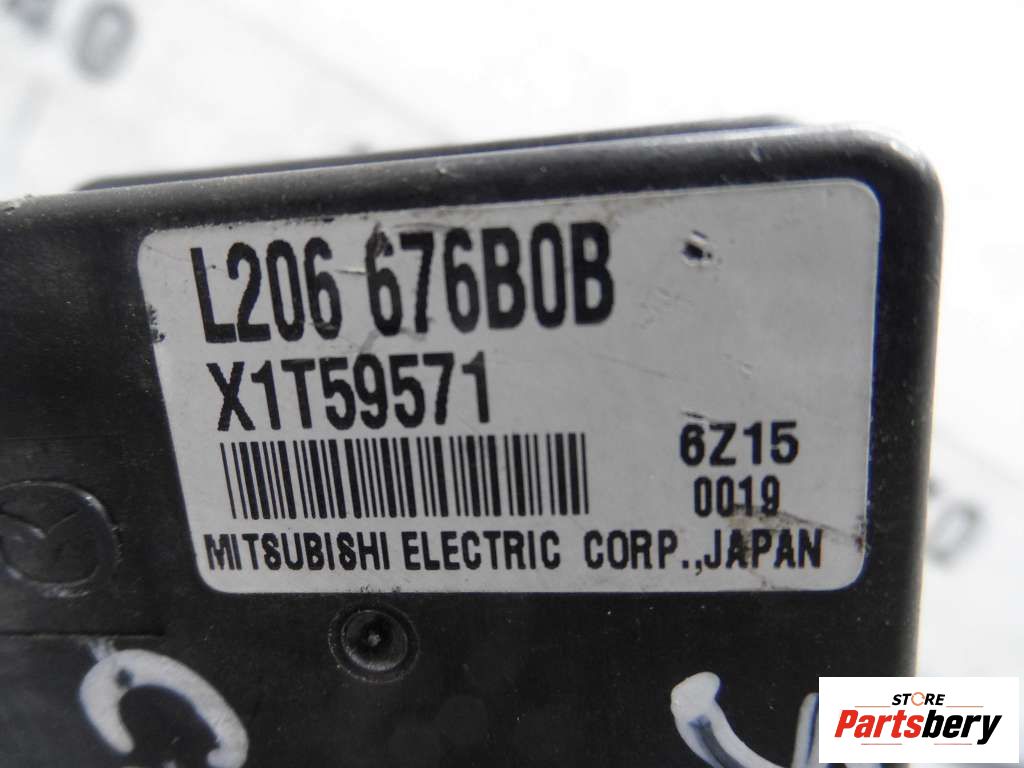 L206 676B0B
X1T59571
6Z15
0019
MITSUBISHI ELECTRIC CORP.,JAPAN
STORE
Partsbery